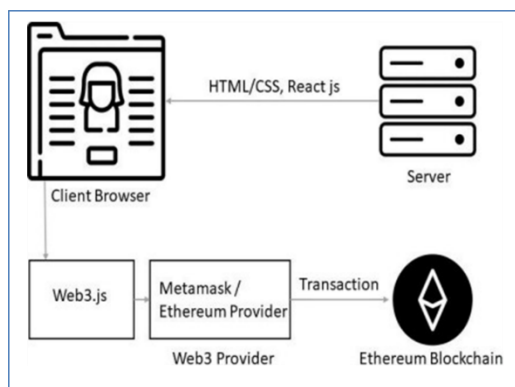 HTML/CSS, React js
Client Browser
Server
Web3.js
Metamask /
Ethereum Provider
Transaction
Web3 Provider
Ethereum Blockchain